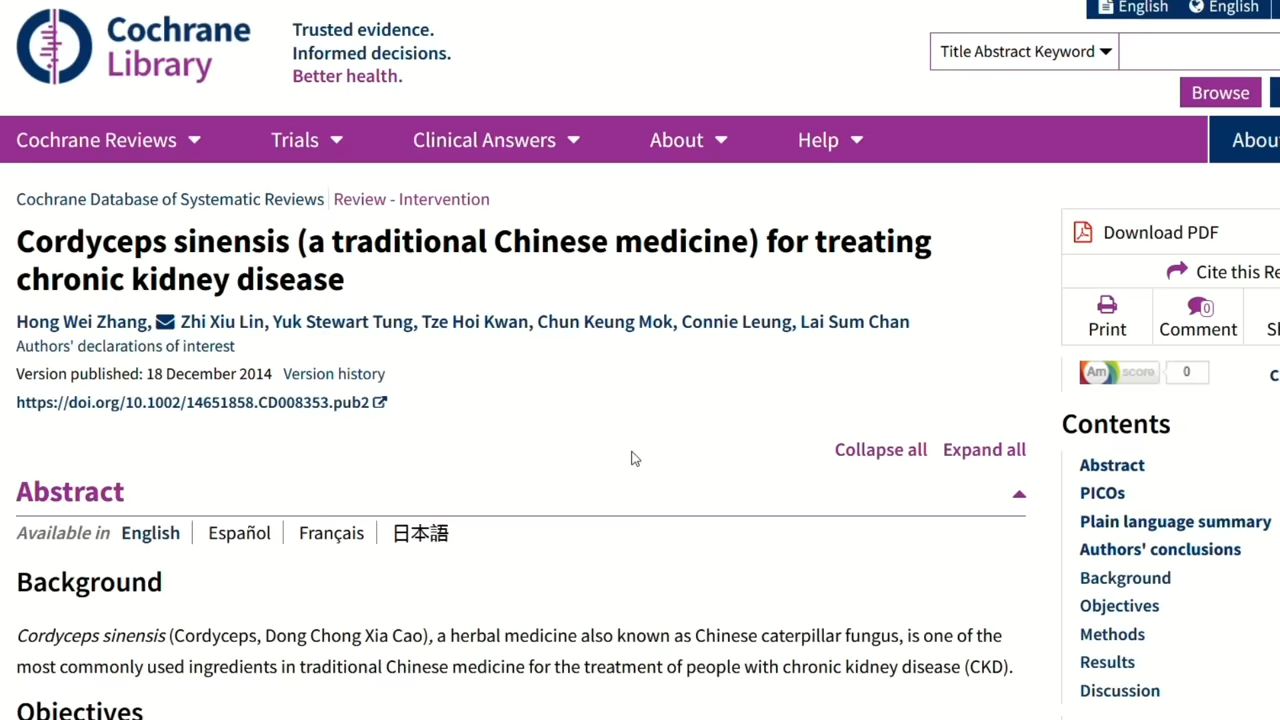 English English
Cochrane
Library
Trusted evidence.
Informed decisions.
Better health.
Title Abstract Keyword
Browse
Cochrane Reviews Trials Clinical Answers About Help
Cochrane Database of Systematic Reviews Review - Intervention
Cordyceps sinensis (a traditional Chinese medicine) for treating
chronic kidney disease
Hong Wei Zhang, Zhi Xiu Lin, Yuk Stewart Tung, Tze Hoi Kwan, Chun Keung Mok, Connie Leung, Lai Sum Chan
Authors' declarations of interest
Version published: 18 December 2014 Version history
https://doi.org/10.1002/14651858.CD008353.pub2
Collapse all Expand all
Abstract
Available in English Español Français 日本語
Background
Cordyceps sinensis (Cordyceps, Dong Chong Xia Cao), a herbal medicine also known as Chinese caterpillar fungus, is one of the
most commonly used ingredients in traditional Chinese medicine for the treatment of people with chronic kidney disease (CKD).
Objectives
Download PDF
Cite this Re
Print 0 Comment
Am score 0
Contents
Abstract
PICOs
Plain language summary
Authors' conclusions
Background
Objectives
Methods
Results
Discussion